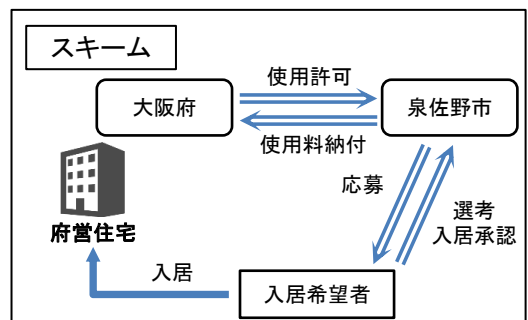 スキーム
使用許可
大阪府
泉佐野市
使用料納付
応募
選考
入居承認
府営住宅
入居
入居希望者